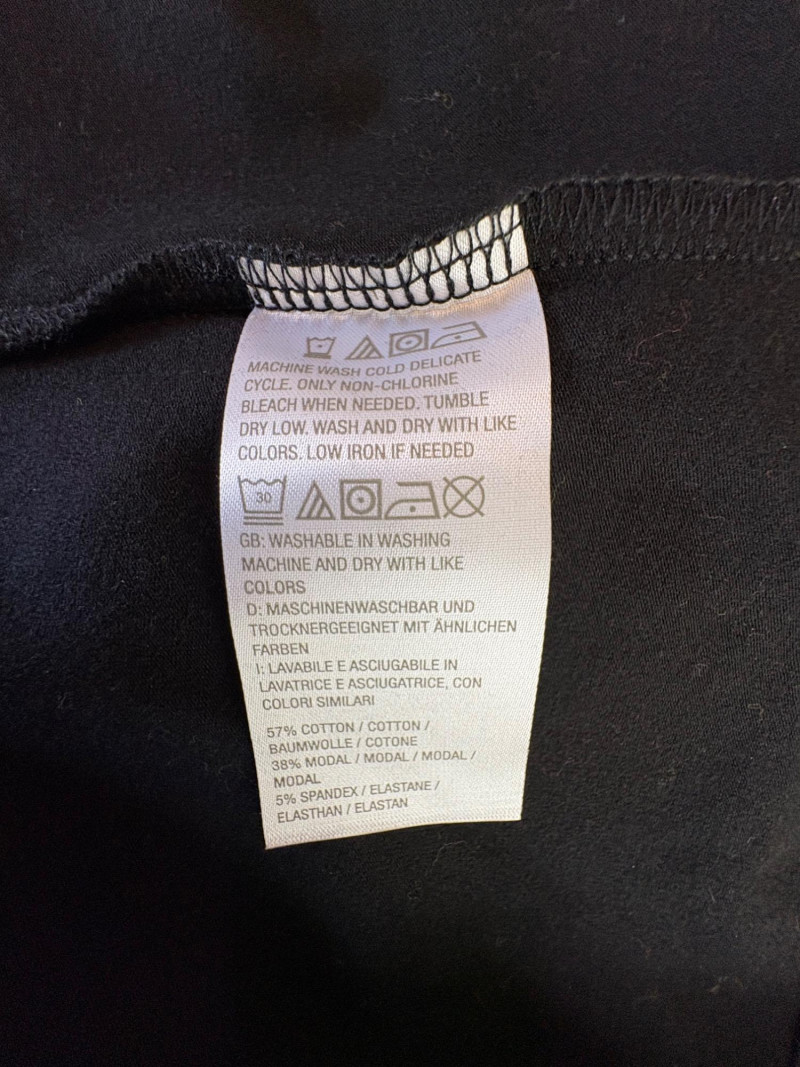 MACHINE WASH COLD DELICATE
CYCLE. ONLY NON-CHLORINE
BLEACH WHEN NEEDED. TUMBLE
DRY LOW. WASH AND DRY WITH LIKE
COLORS. LOW IRON IF NEEDED
30
GB: WASHABLE IN WASHING
MACHINE AND DRY WITH LIKE
COLORS
D: MASCHINENWASCHBAR UND
TROCKNERGEEIGNET MIT ÄHNLICHEN
FARBEN
I: LAVABILE E ASCIUGABILE IN
LAVATRICE E ASCIUGATRICE, CON
COLORI SIMILARI
57% COTTON / COTTON /
BAUMWOLLE / COTONE
38% MODAL / MODAL / MODAL /
MODAL
5% SPANDEX / ELASTANE /
ELASTHAN / ELASTAN